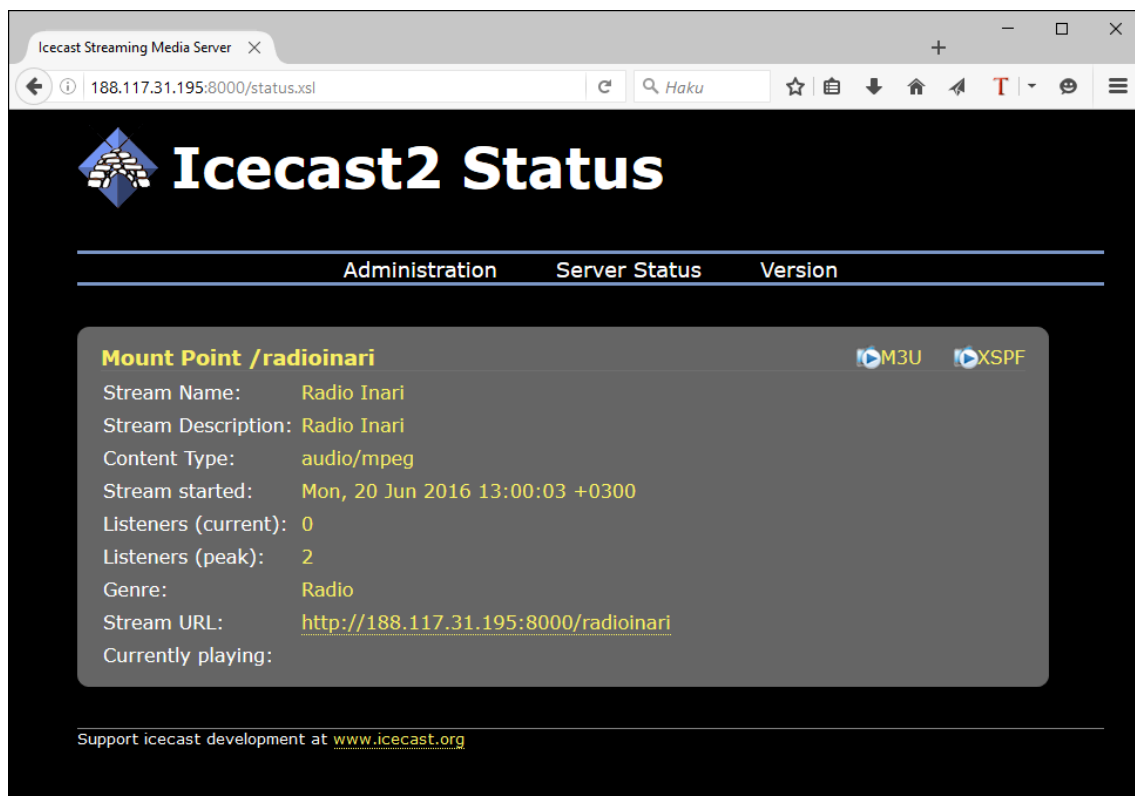 Icecast Streaming Media Server
188.117.31.195:8000/status.xsl
Haku
T
Icecast2 Status
Administration Server Status Version
Mount Point /radioinari M3U XSPF
Stream Name: Radio Inari
Stream Description: Radio Inari
Content Type: audio/mpeg
Stream started: Mon, 20 Jun 2016 13:00:03 +0300
Listeners (current): 0
Listeners (peak): 2
Genre: Radio
Stream URL: http://188.117.31.195:8000/radioinari
Currently playing:
Support icecast development at www.icecast.org